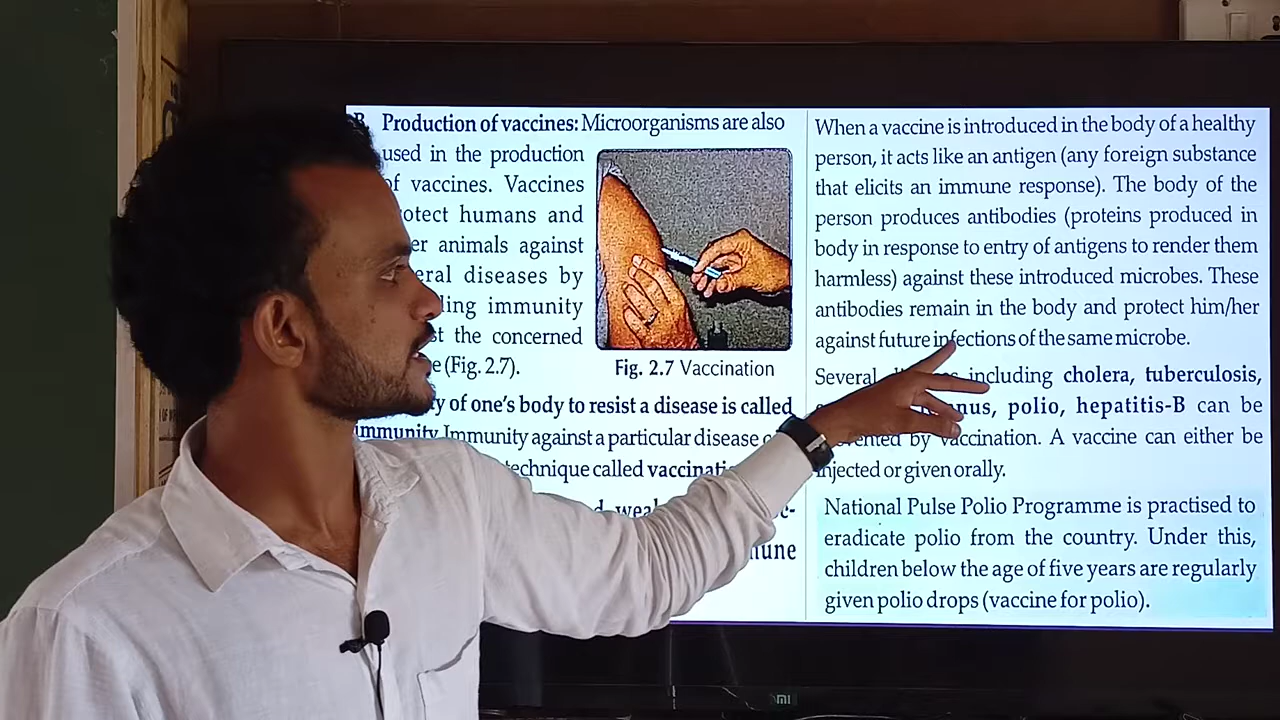 Production of vaccines: Microorganisms are also
used in the production
of vaccines. Vaccines
humans and
animals against
diseases by
immunity
the concerned
(Fig. 2.7).
Fig. 2.7 Vaccination
of one's body to resist a disease is called
immunity Immunity against a particular disease
technique called
When a vaccine is introduced in the body of a healthy
person, it acts like an antigen (any foreign substance
that elicits an immune response). The body of the
person produces antibodies (proteins produced in
body in response to entry of antigens to render them
harmless) against these introduced microbes. These
antibodies remain in the body and protect him/her
against future infections of the same microbe.
Several including cholera, tuberculosis,
polio, hepatitis-B can be
by vaccination. A vaccine can either be
injected or given orally.
National Pulse Polio Programme is practised to
eradicate polio from the country. Under this,
children below the age of five years are regularly
given polio drops (vaccine for polio).
mi